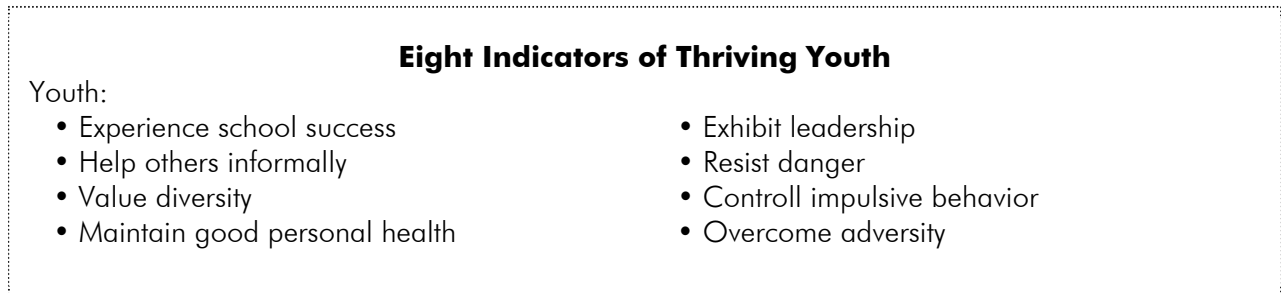 Eight Indicators of Thriving Youth
Youth:
• Experience school success
• Help others informally
• Value diversity
• Maintain good personal health
• Exhibit leadership
• Resist danger
• Controll impulsive behavior
• Overcome adversity